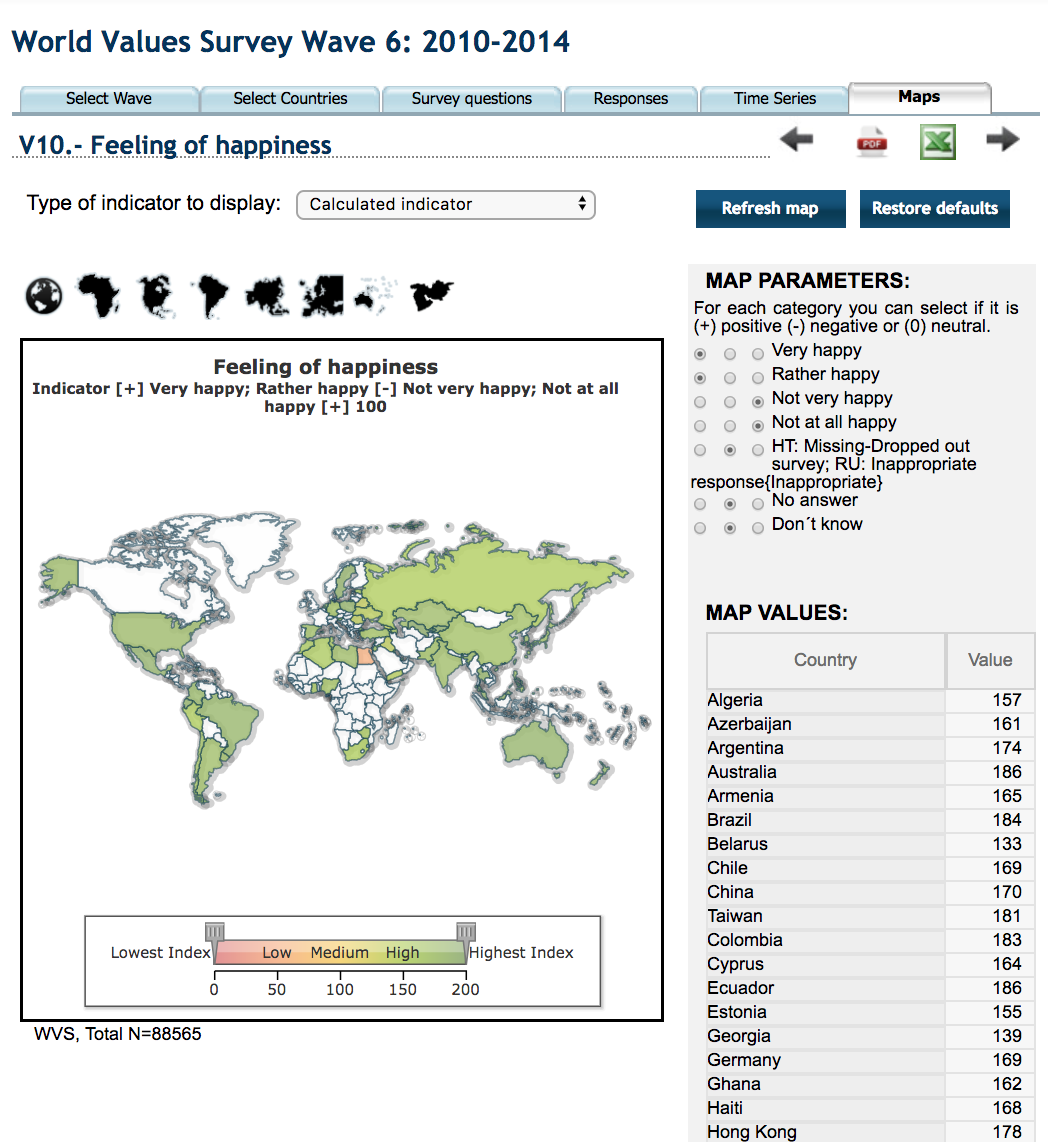 World Values Survey Wave 6: 2010-2014
Select Wave Select Countries Survey questions Responses Time Series Maps
V10.- Feeling of happiness
PDF
Type of indicator to display: Calculated indicator Refresh map Restore defaults
MAP PARAMETERS:
For each category you can select if it is
(+) positive (-) negative or (0) neutral.
Very happy
Rather happy
Not very happy
Not at all happy
HT: Missing-Dropped out
survey; RU: Inappropriate
response{Inappropriate}
No answer
Don´t know
Feeling of happiness
Indicator [+] Very happy; Rather happy [-] Not very happy; Not at all
happy [+] 100
Lowest Index Low Medium High Highest Index
0 50 100 150 200
WVS, Total N=88565
MAP VALUES:
Country Value
Algeria 157
Azerbaijan 161
Argentina 174
Australia 186
Armenia 165
Brazil 184
Belarus 133
Chile 169
China 170
Taiwan 181
Colombia 183
Cyprus 164
Ecuador 186
Estonia 155
Georgia 139
Germany 169
Ghana 162
Haiti 168
Hong Kong 178